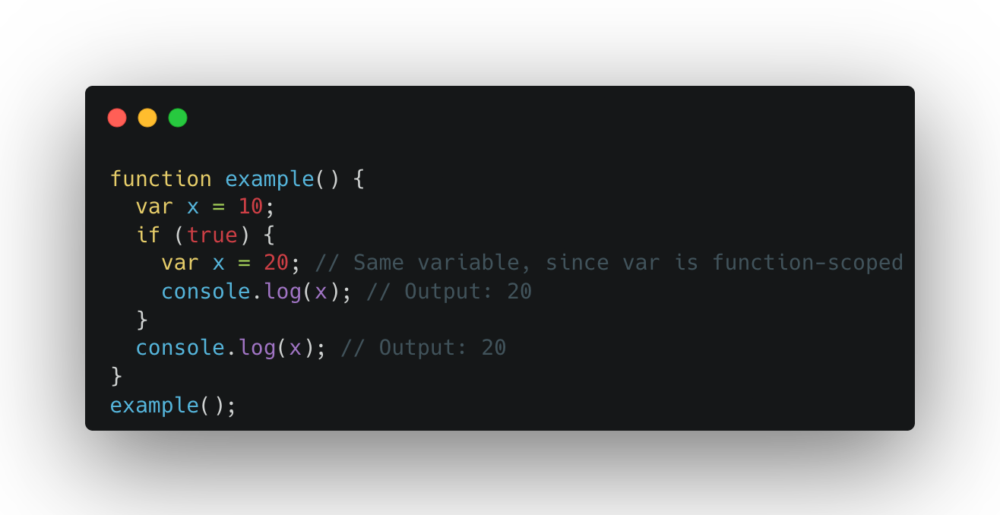 function example() {
  var x = 10;
  if (true) {
    var x = 20; // Same variable, since var is function-scoped
    console.log(x); // Output: 20
  }
  console.log(x); // Output: 20
}
example();